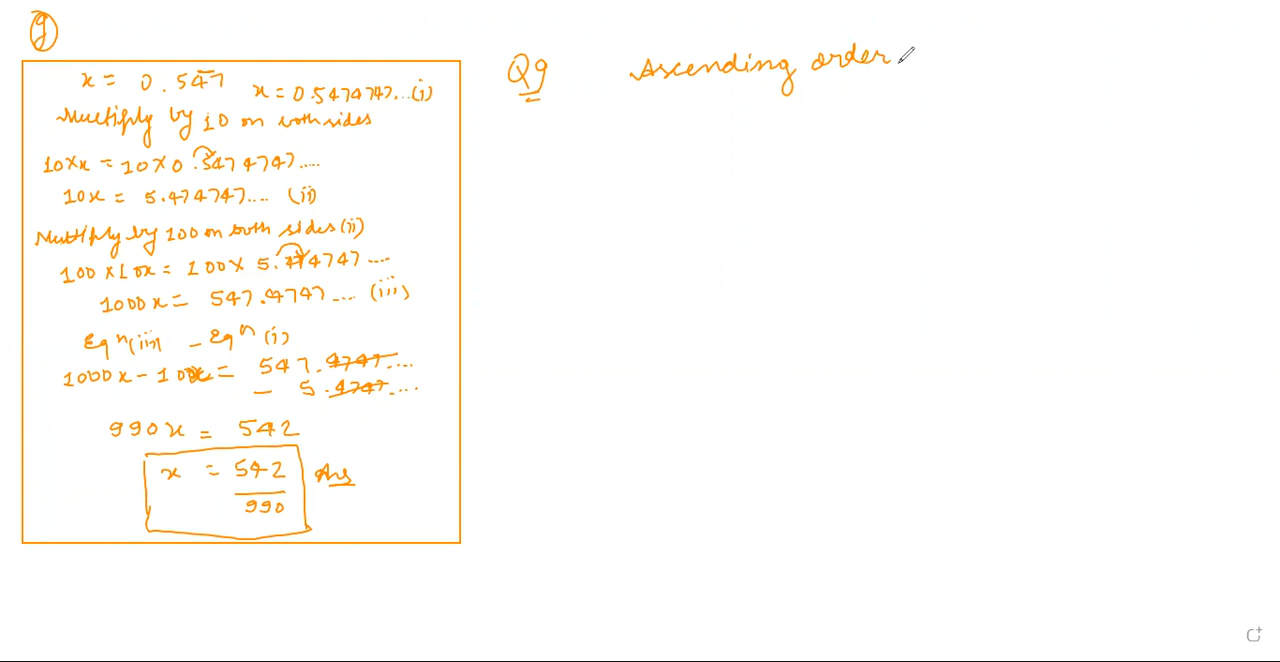 g
x = 0.547̅
x = 0.5474747...(i)
Multiply by 10 on both sides
10×x = 10×0.5474747.....
10x = 5.474747.... (ii)
Multiply by 100 on both sides (ii)
100×10x = 100× 5.474747....
1000x = 547.4747.... (iii)
Eqⁿ(iii) - Eqⁿ(i)
1000x - 10x = 547.4747....
- 5.4747...
990x = 542
x = 542/990 Ans
Q9 Ascending order